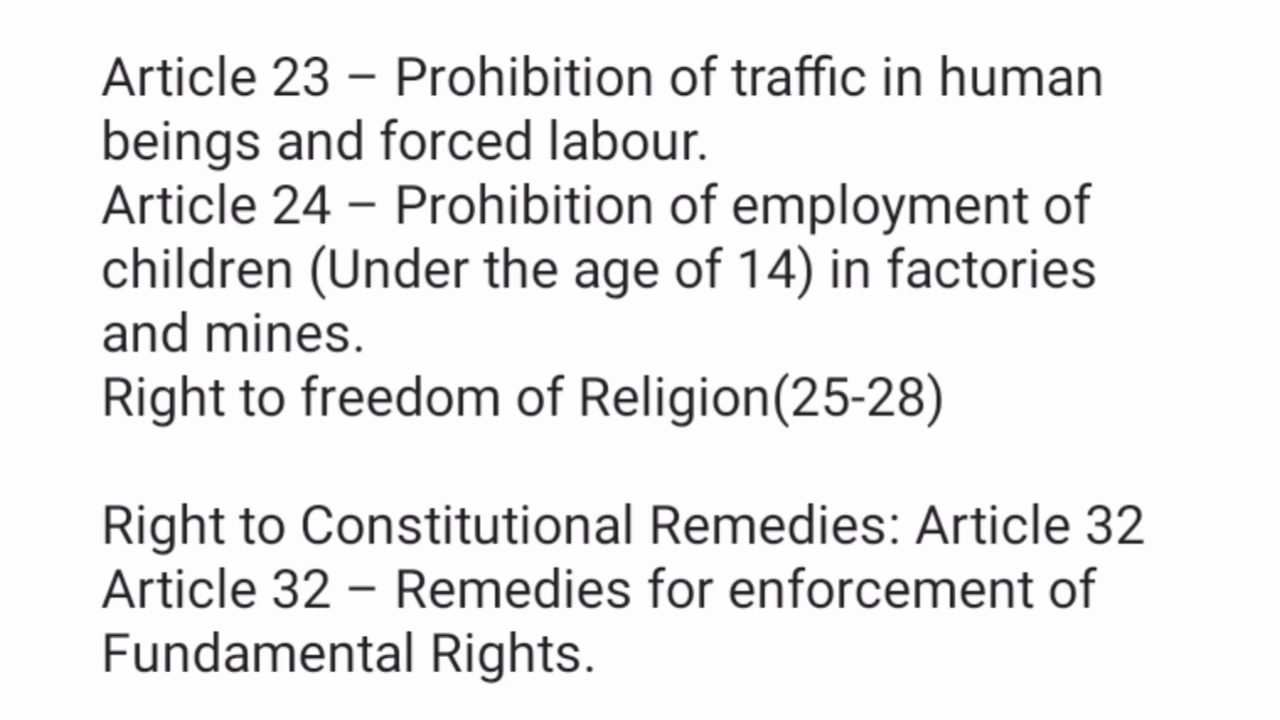 Article 23 – Prohibition of traffic in human
beings and forced labour.
Article 24 – Prohibition of employment of
children (Under the age of 14) in factories
and mines.
Right to freedom of Religion(25-28)
Right to Constitutional Remedies: Article 32
Article 32 – Remedies for enforcement of
Fundamental Rights.